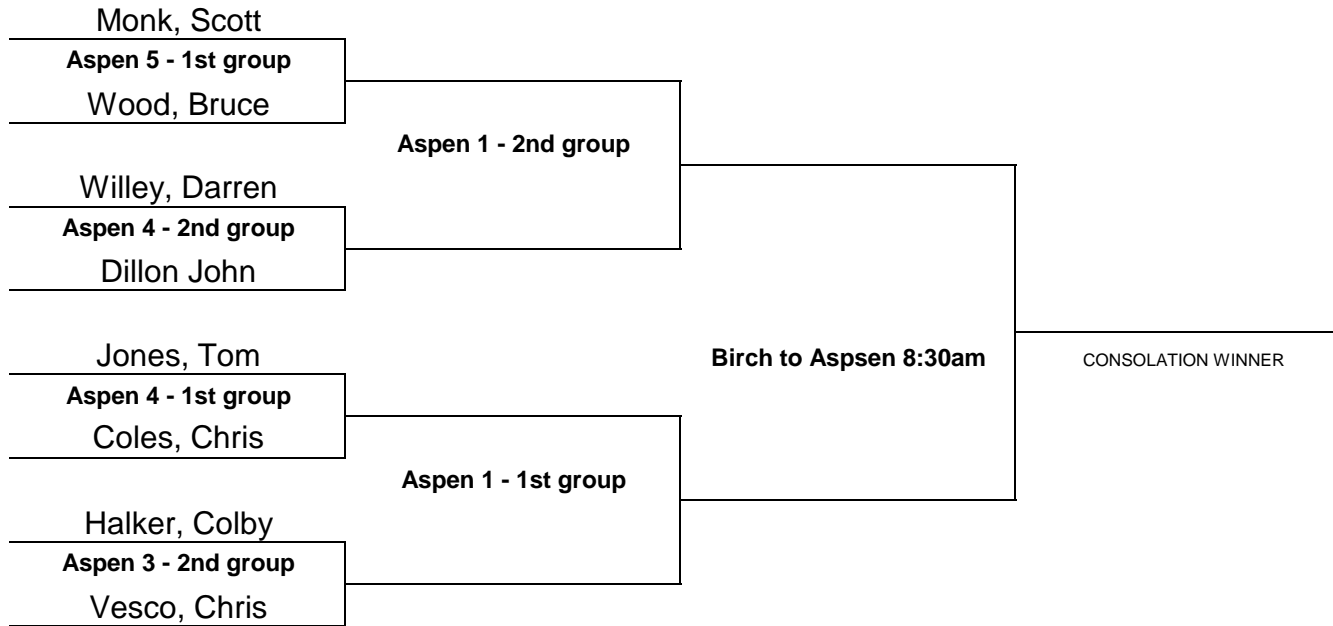 Monk, Scott
Aspen 5 - 1st group
Wood, Bruce
Aspen 1 - 2nd group
Willey, Darren
Aspen 4 - 2nd group
Dillon John
Jones, Tom
Birch to Aspsen 8:30am
CONSOLATION WINNER
Aspen 4 - 1st group
Coles, Chris
Aspen 1 - 1st group
Halker, Colby
Aspen 3 - 2nd group
Vesco, Chris